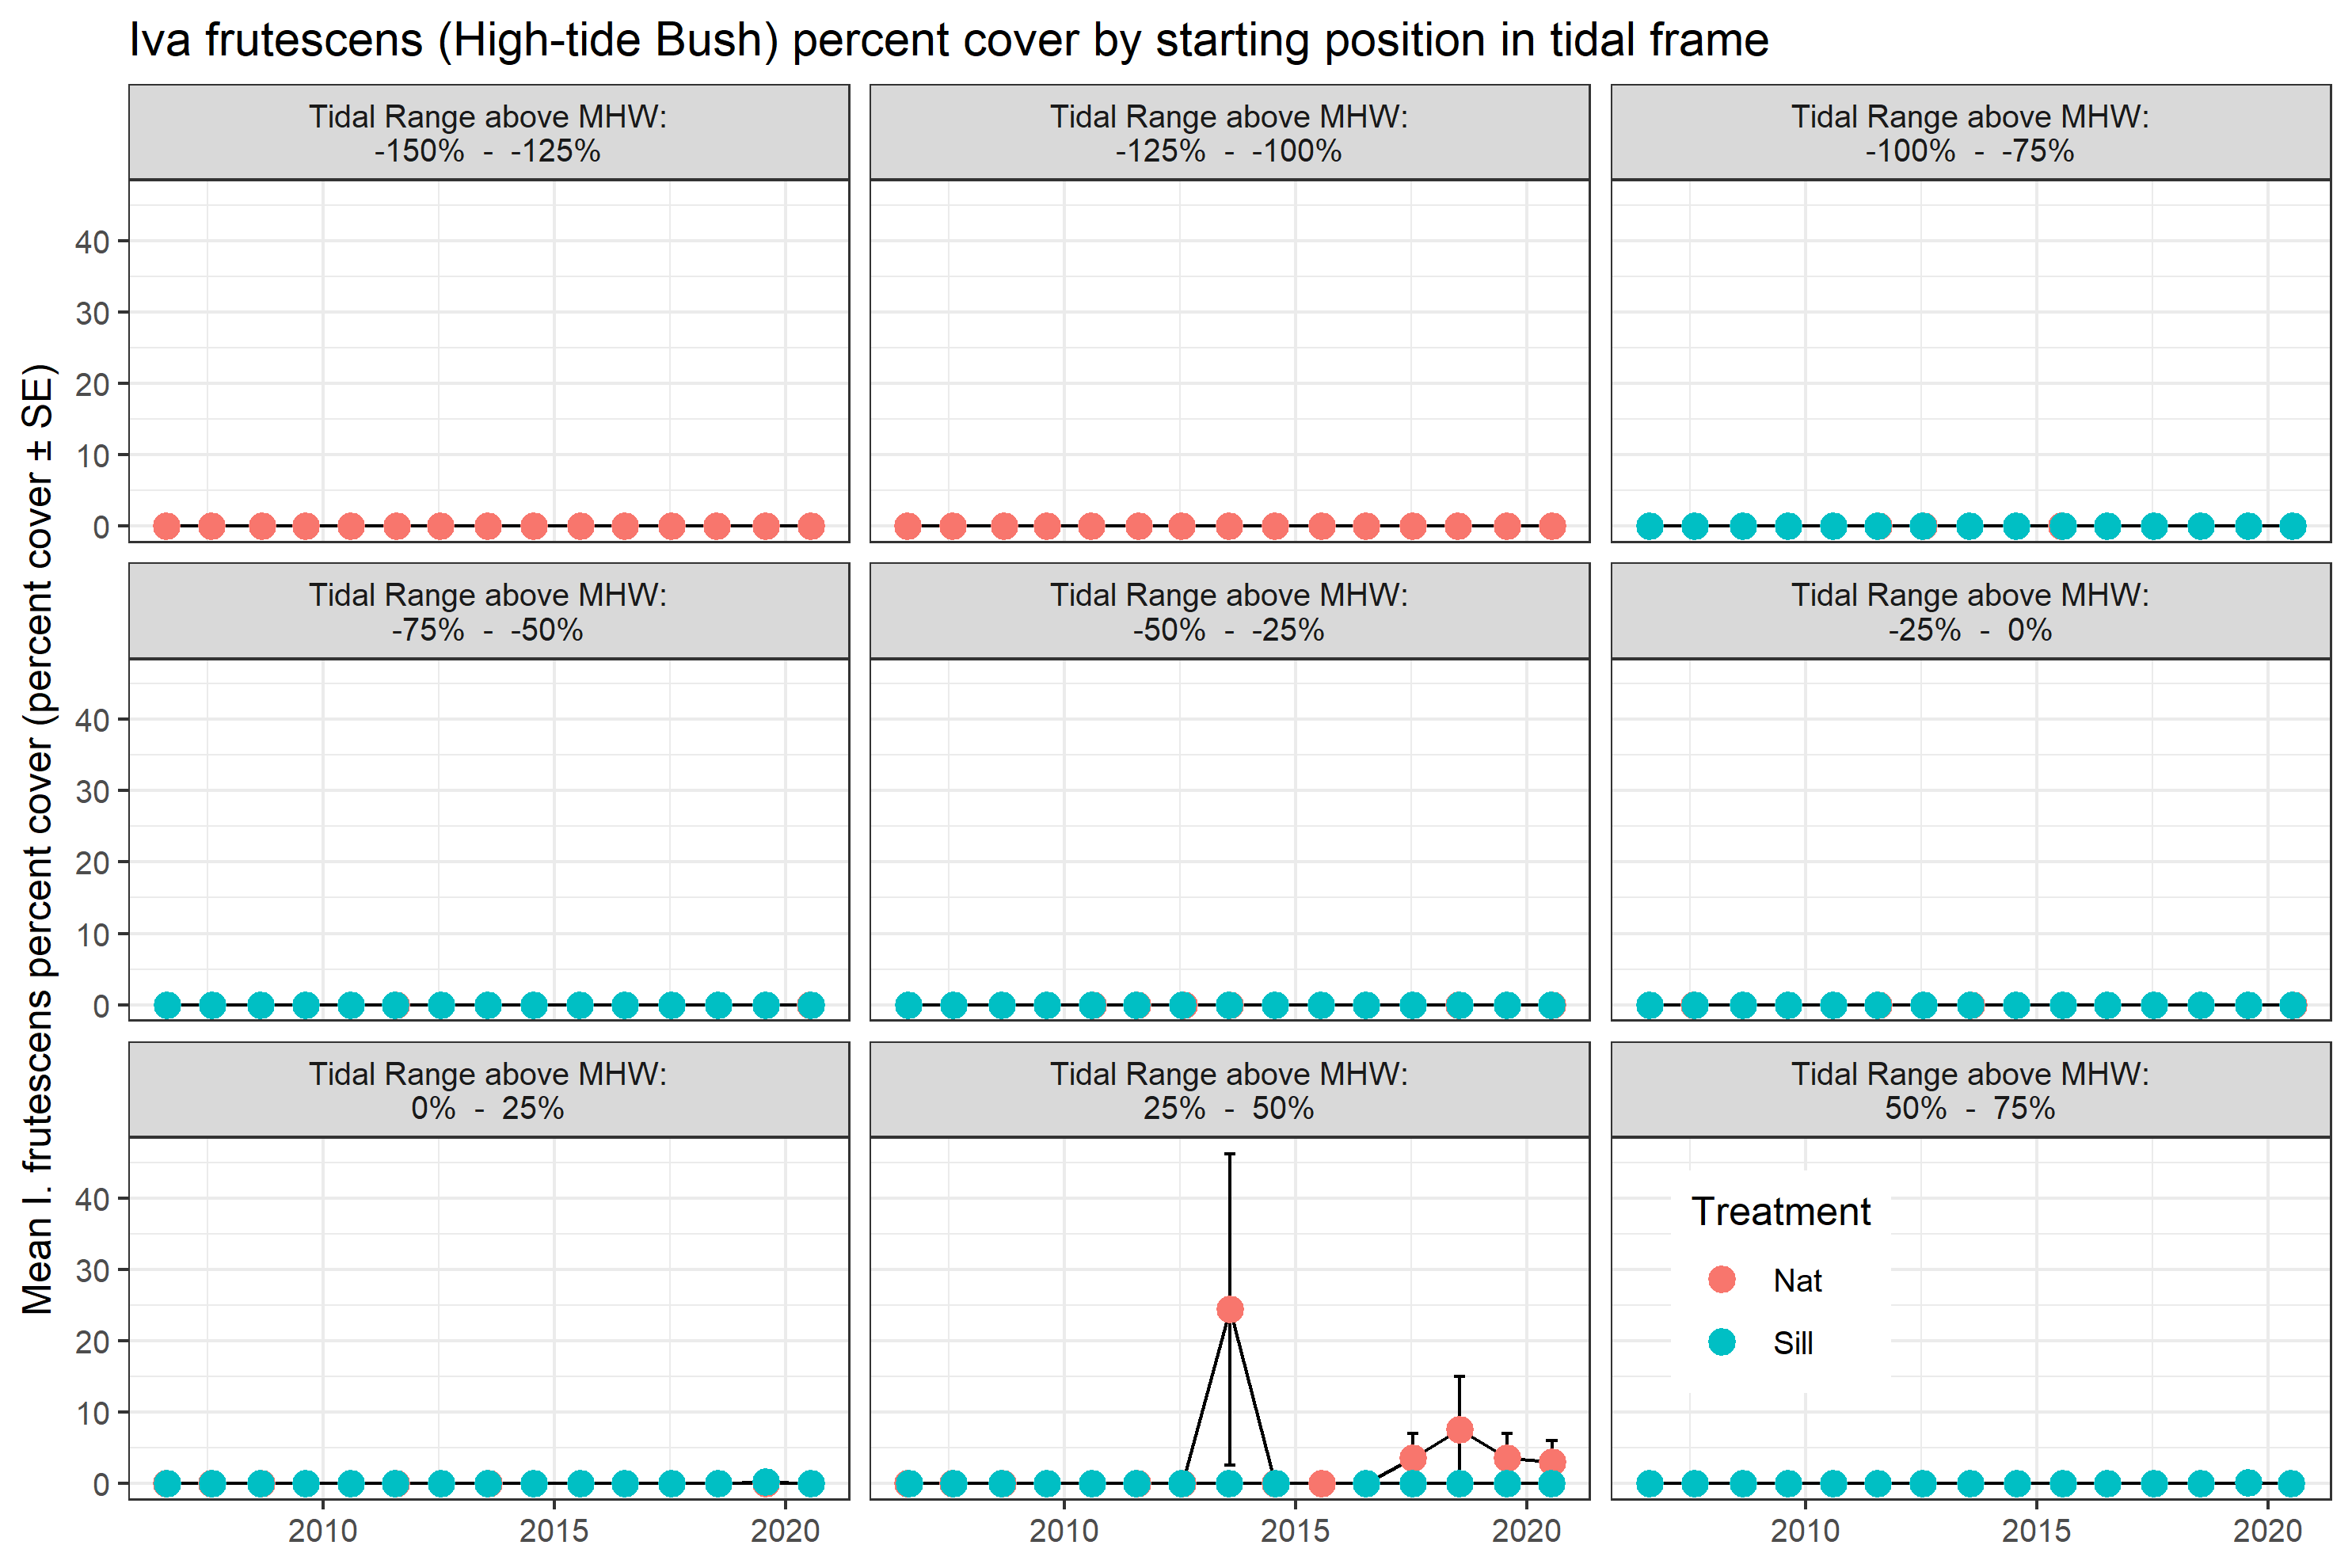 Iva frutescens (High-tide Bush) percent cover by starting position in tidal frame
Mean I. frutescens percent cover (percent cover ± SE)
Tidal Range above MHW:
-150%  -  -125%
Tidal Range above MHW:
-125%  -  -100%
Tidal Range above MHW:
-100%  -  -75%
40
30
20
10
0
Tidal Range above MHW:
-75%  -  -50%
Tidal Range above MHW:
-50%  -  -25%
Tidal Range above MHW:
-25%  -  0%
40
30
20
10
0
Tidal Range above MHW:
0%  -  25%
Tidal Range above MHW:
25%  -  50%
Tidal Range above MHW:
50%  -  75%
40
30
20
10
0
Treatment
Nat
Sill
2010 2015 2020
2010 2015 2020
2010 2015 2020